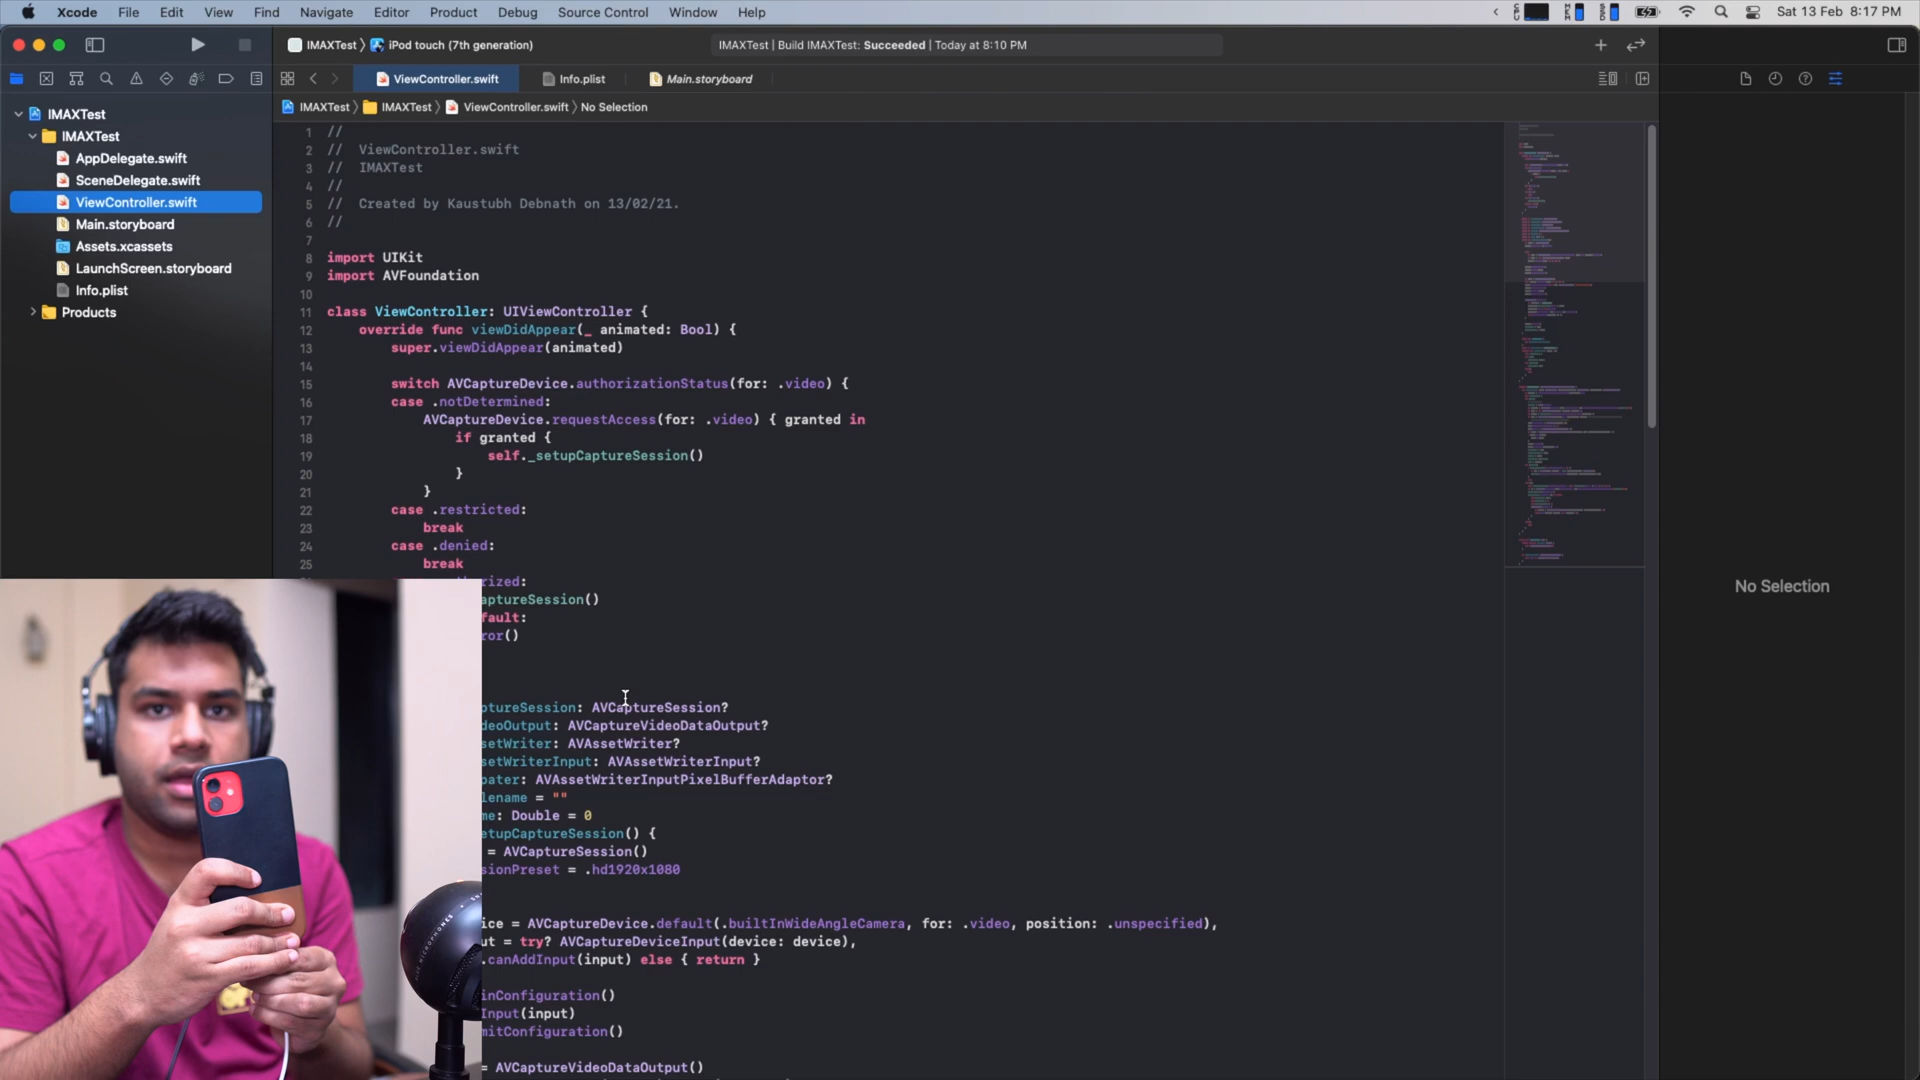 Xcode File Edit View Find Navigate Editor Product Debug Source Control Window Help
Sat 13 Feb 8:17 PM
IMAXTest iPod touch (7th generation)
IMAXTest | Build IMAXTest: Succeeded | Today at 8:10 PM
ViewController.swift Info.plist Main.storyboard
IMAXTest IMAXTest ViewController.swift No Selection
IMAXTest
IMAXTest
AppDelegate.swift
SceneDelegate.swift
ViewController.swift
Main.storyboard
Assets.xcassets
LaunchScreen.storyboard
Info.plist
Products
1 //
2 // ViewController.swift
3 // IMAXTest
4 //
5 // Created by Kaustubh Debnath on 13/02/21.
6 //
7
8 import UIKit
9 import AVFoundation
10
11 class ViewController: UIViewController {
12 override func viewDidAppear(_ animated: Bool) {
13 super.viewDidAppear(animated)
14
15 switch AVCaptureDevice.authorizationStatus(for: .video) {
16 case .notDetermined:
17 AVCaptureDevice.requestAccess(for: .video) { granted in
18 if granted {
19 self._setupCaptureSession()
20 }
21 }
22 case .restricted:
23 break
24 case .denied:
25 break
rized:
aptureSession()
fault:
ror()
ptureSession: AVCaptureSession?
deoOutput: AVCaptureVideoDataOutput?
setWriter: AVAssetWriter?
setWriterInput: AVAssetWriterInput?
pater: AVAssetWriterInputPixelBufferAdaptor?
lename = ""
me: Double = 0
etupCaptureSession() {
= AVCaptureSession()
sionPreset = .hd1920x1080
ice = AVCaptureDevice.default(.builtInWideAngleCamera, for: .video, position: .unspecified),
ut = try? AVCaptureDeviceInput(device: device),
.canAddInput(input) else { return }
inConfiguration()
Input(input)
mitConfiguration()
= AVCaptureVideoDataOutput()
No Selection